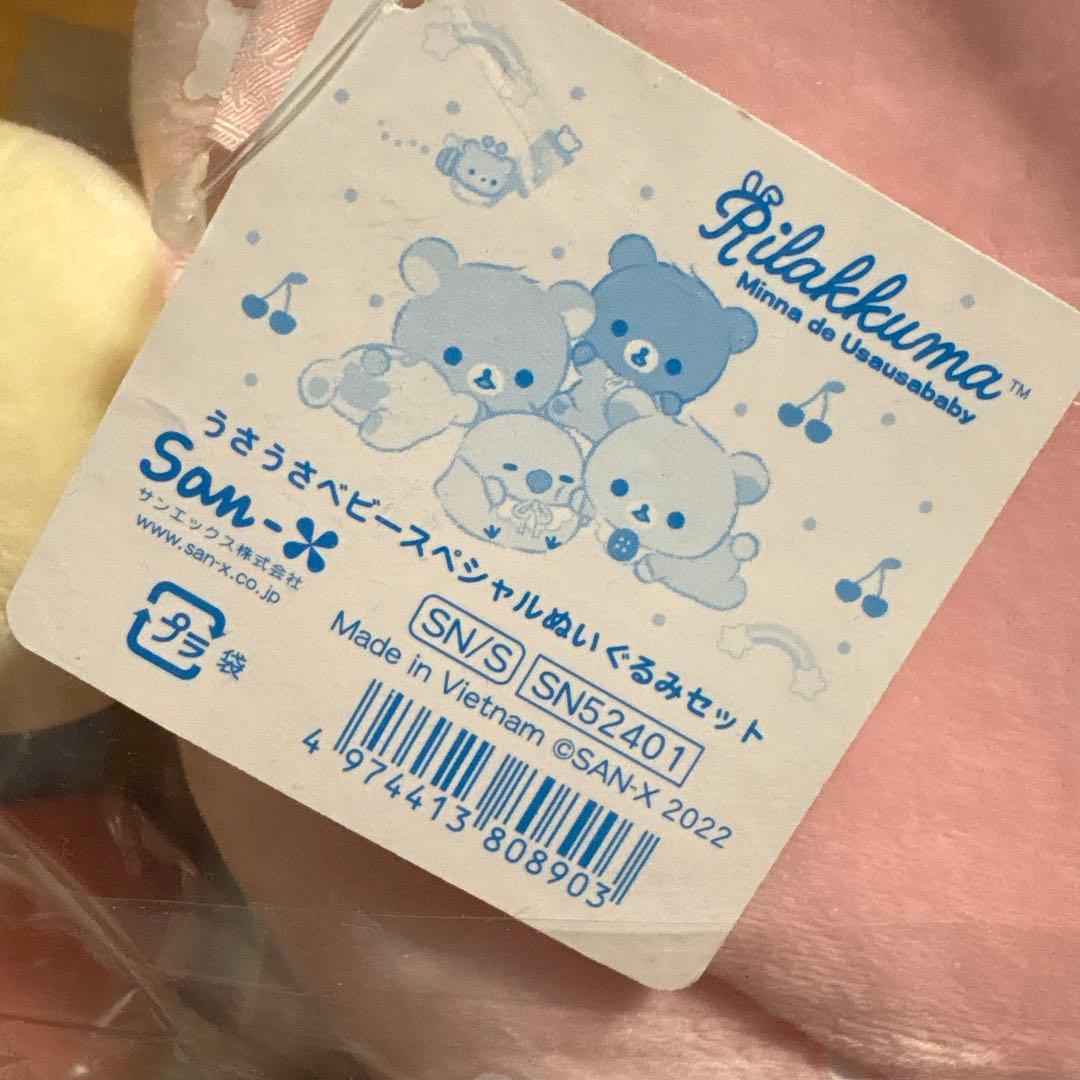 Rilakkuma™
Minna de Usausababy
うさうさベビースペシャルぬいぐるみセット
San-X
サンエックス株式会社
www.san-x.co.jp
プラ 袋
SN/S SN52401
Made in Vietnam ©SAN-X 2022
4 974413 808903